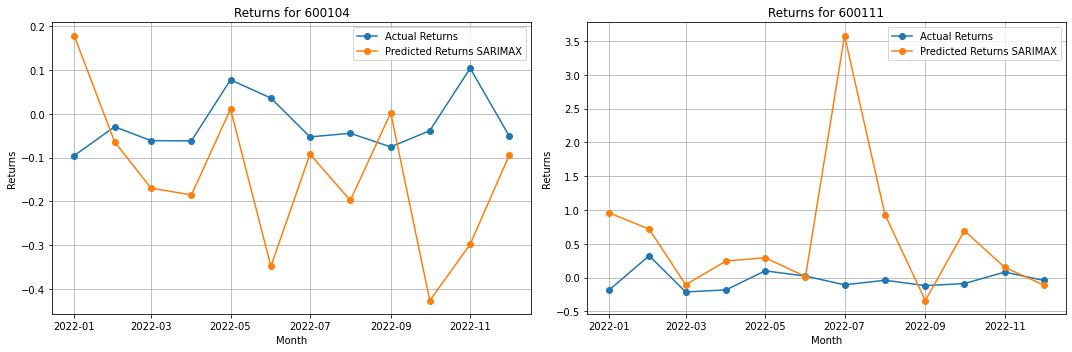 Returns for 600104
Actual Returns
Predicted Returns SARIMAX
0.2
0.1
0.0
−0.1
−0.2
−0.3
−0.4
Returns
2022-01
2022-03
2022-05
2022-07
2022-09
2022-11
Month
Returns for 600111
Actual Returns
Predicted Returns SARIMAX
3.5
3.0
2.5
2.0
1.5
1.0
0.5
0.0
−0.5
Returns
2022-01
2022-03
2022-05
2022-07
2022-09
2022-11
Month